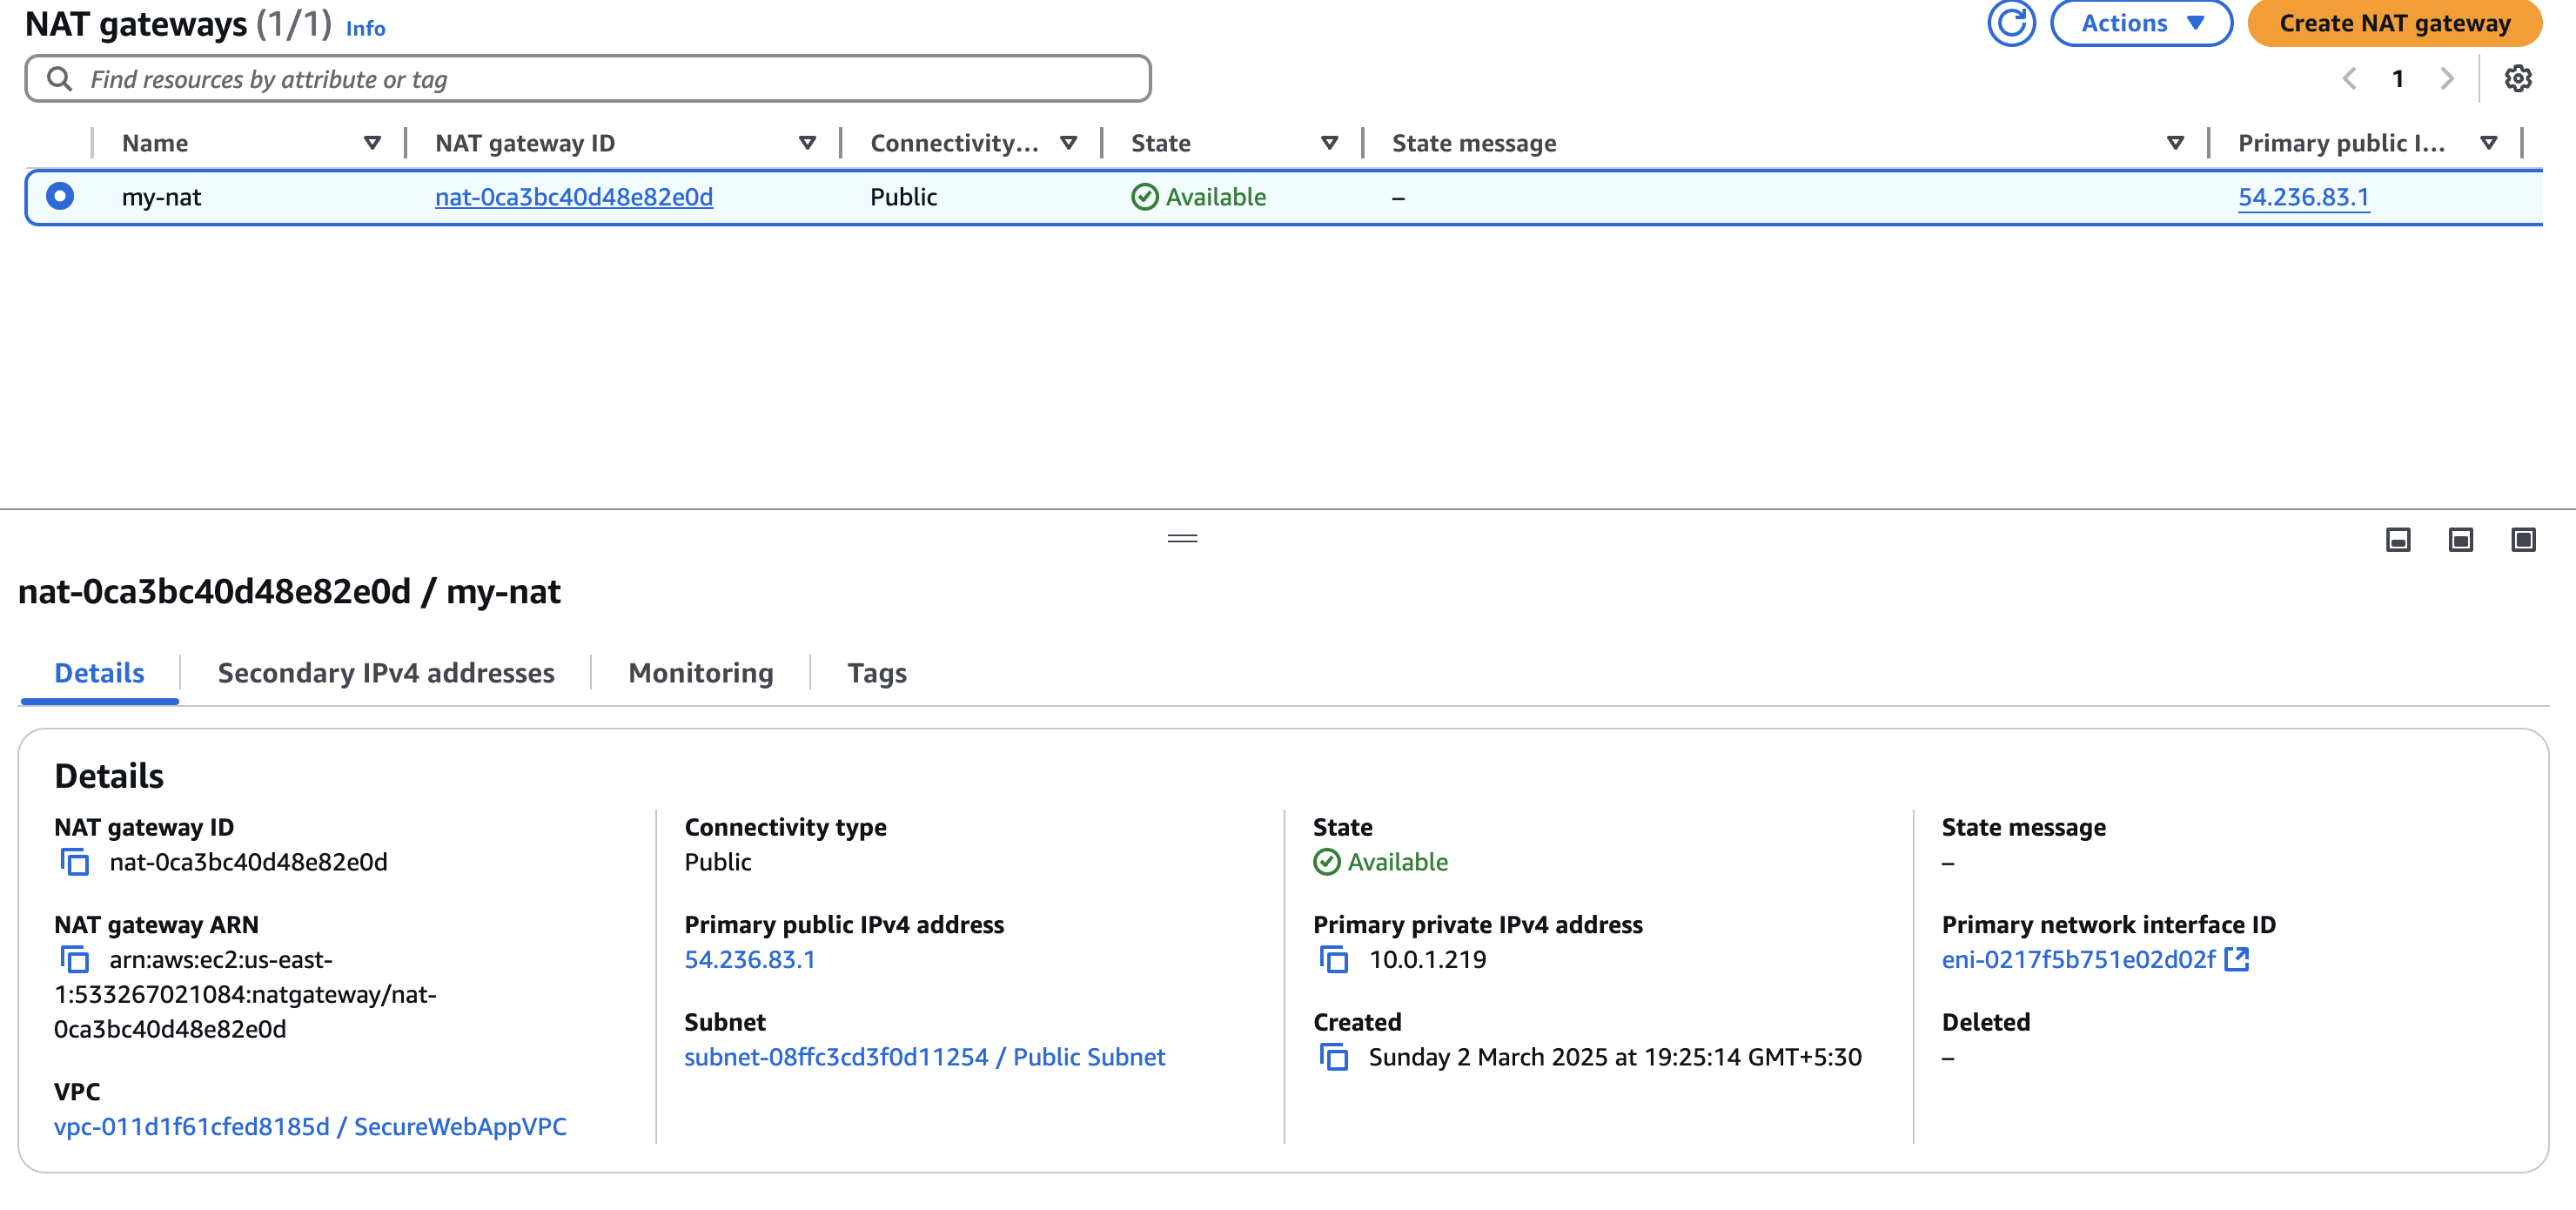 NAT gateways (1/1) Info
Actions
Create NAT gateway
Find resources by attribute or tag
1
Name
NAT gateway ID
Connectivity...
State
State message
Primary public I...
my-nat
nat-0ca3bc40d48e82e0d
Public
Available
–
54.236.83.1
nat-0ca3bc40d48e82e0d / my-nat
Details
Secondary IPv4 addresses
Monitoring
Tags
Details
NAT gateway ID
nat-0ca3bc40d48e82e0d
NAT gateway ARN
arn:aws:ec2:us-east-
1:533267021084:natgateway/nat-
0ca3bc40d48e82e0d
VPC
vpc-011d1f61cfed8185d / SecureWebAppVPC
Connectivity type
Public
Primary public IPv4 address
54.236.83.1
Subnet
subnet-08ffc3cd3f0d11254 / Public Subnet
State
Available
Primary private IPv4 address
10.0.1.219
Created
Sunday 2 March 2025 at 19:25:14 GMT+5:30
State message
–
Primary network interface ID
eni-0217f5b751e02d02f
Deleted
–